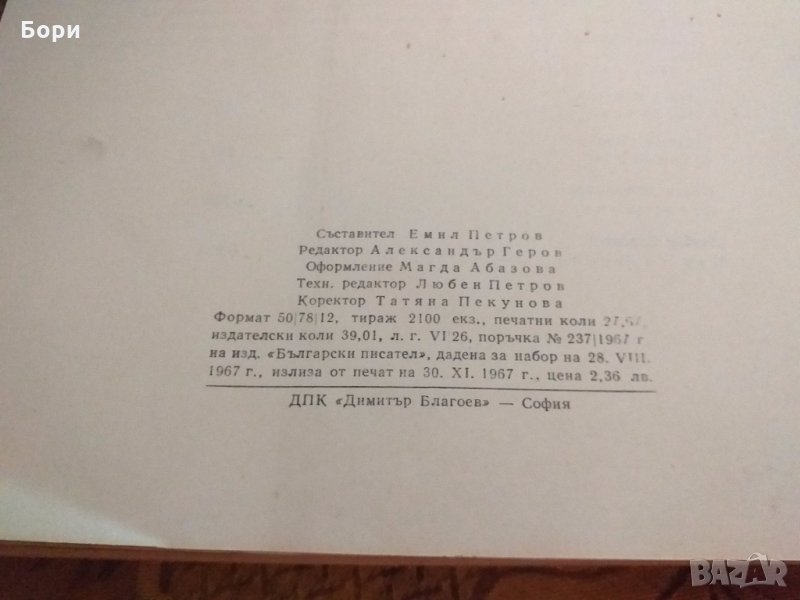 Бори
Съставител Емил Петров
Редактор Александър Геров
Оформление Магда Абазова
Техн. редактор Любен Петров
Коректор Татяна Пекунова
Формат 50|78|12, тираж 2100 екз., печатни коли
издателски коли 39,01, л. г. VI 26, поръчка № 237|1967 г
на изд. «Български писател», дадена за набор на 28. VIII.
1967 г., излиза от печат на 30. XI. 1967 г., цена 2,36 лв.
ДПК «Димитър Благоев» — София
BAZAR